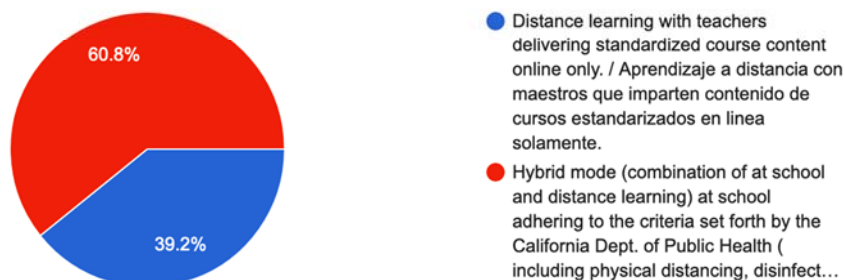 60.8%
39.2%
Distance learning with teachers
delivering standardized course content
online only. / Aprendizaje a distancia con
maestros que imparten contenido de
cursos estandarizados en linea
solamente.
Hybrid mode (combination of at school
and distance learning) at school
adhering to the criteria set forth by the
California Dept. of Public Health (
including physical distancing, disinfect…